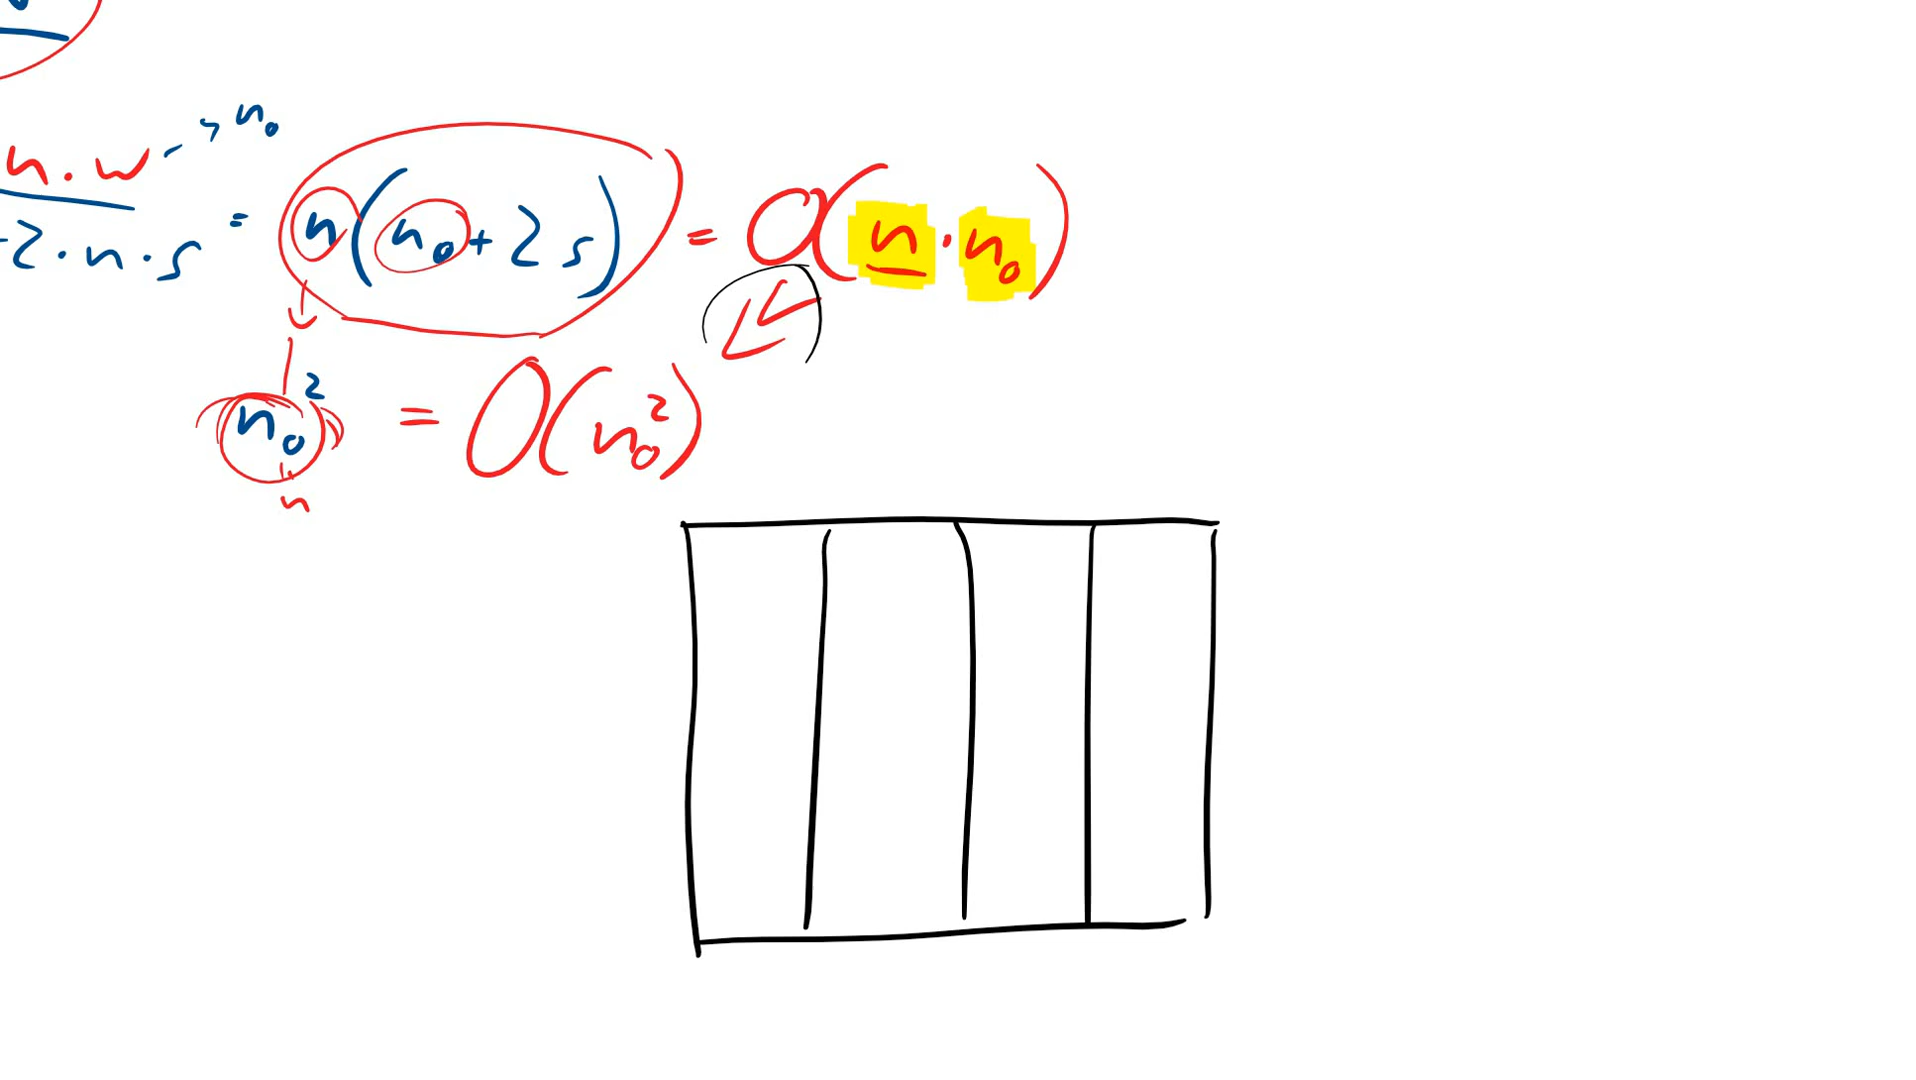 → n₀
n · w
2 · n · s = n(n₀ + 2s) = O(n · n₀)
n₀² = O(n₀²)
n